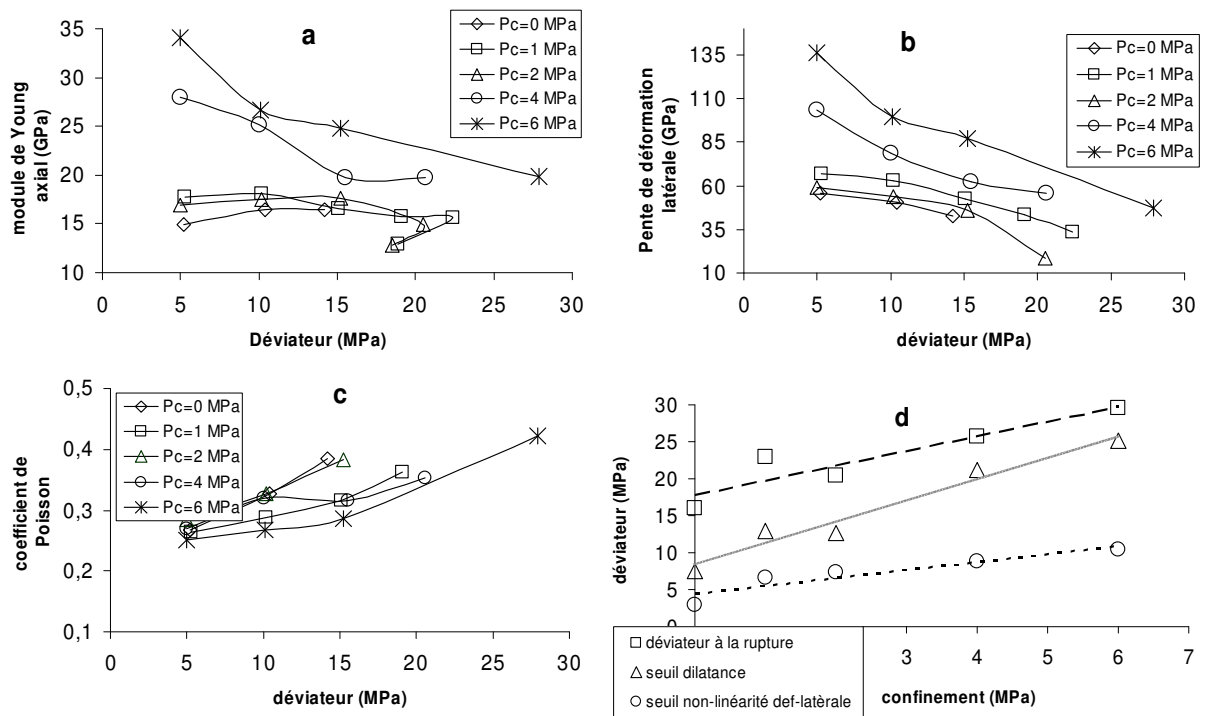 a
module de Young
axial (GPa)
35
30
25
20
15
10
0 5 10 15 20 25 30
Déviateur (MPa)
Pc=0 MPa
Pc=1 MPa
Pc=2 MPa
Pc=4 MPa
Pc=6 MPa
b
Pente de déformation
latérale (GPa)
135
110
85
60
35
10
0 5 10 15 20 25 30
déviateur (MPa)
Pc=0 MPa
Pc=1 MPa
Pc=2 MPa
Pc=4 MPa
Pc=6 MPa
c
coefficient de
Poisson
0,5
0,4
0,3
0,2
0,1
0 5 10 15 20 25 30
déviateur (MPa)
Pc=0 MPa
Pc=1 MPa
Pc=2 MPa
Pc=4 MPa
Pc=6 MPa
d
déviateur (MPa)
30
25
20
15
10
5
0
3 4 6 7
confinement (MPa)
déviateur à la rupture
seuil dilatance
seuil non-linéarité def-latèrale